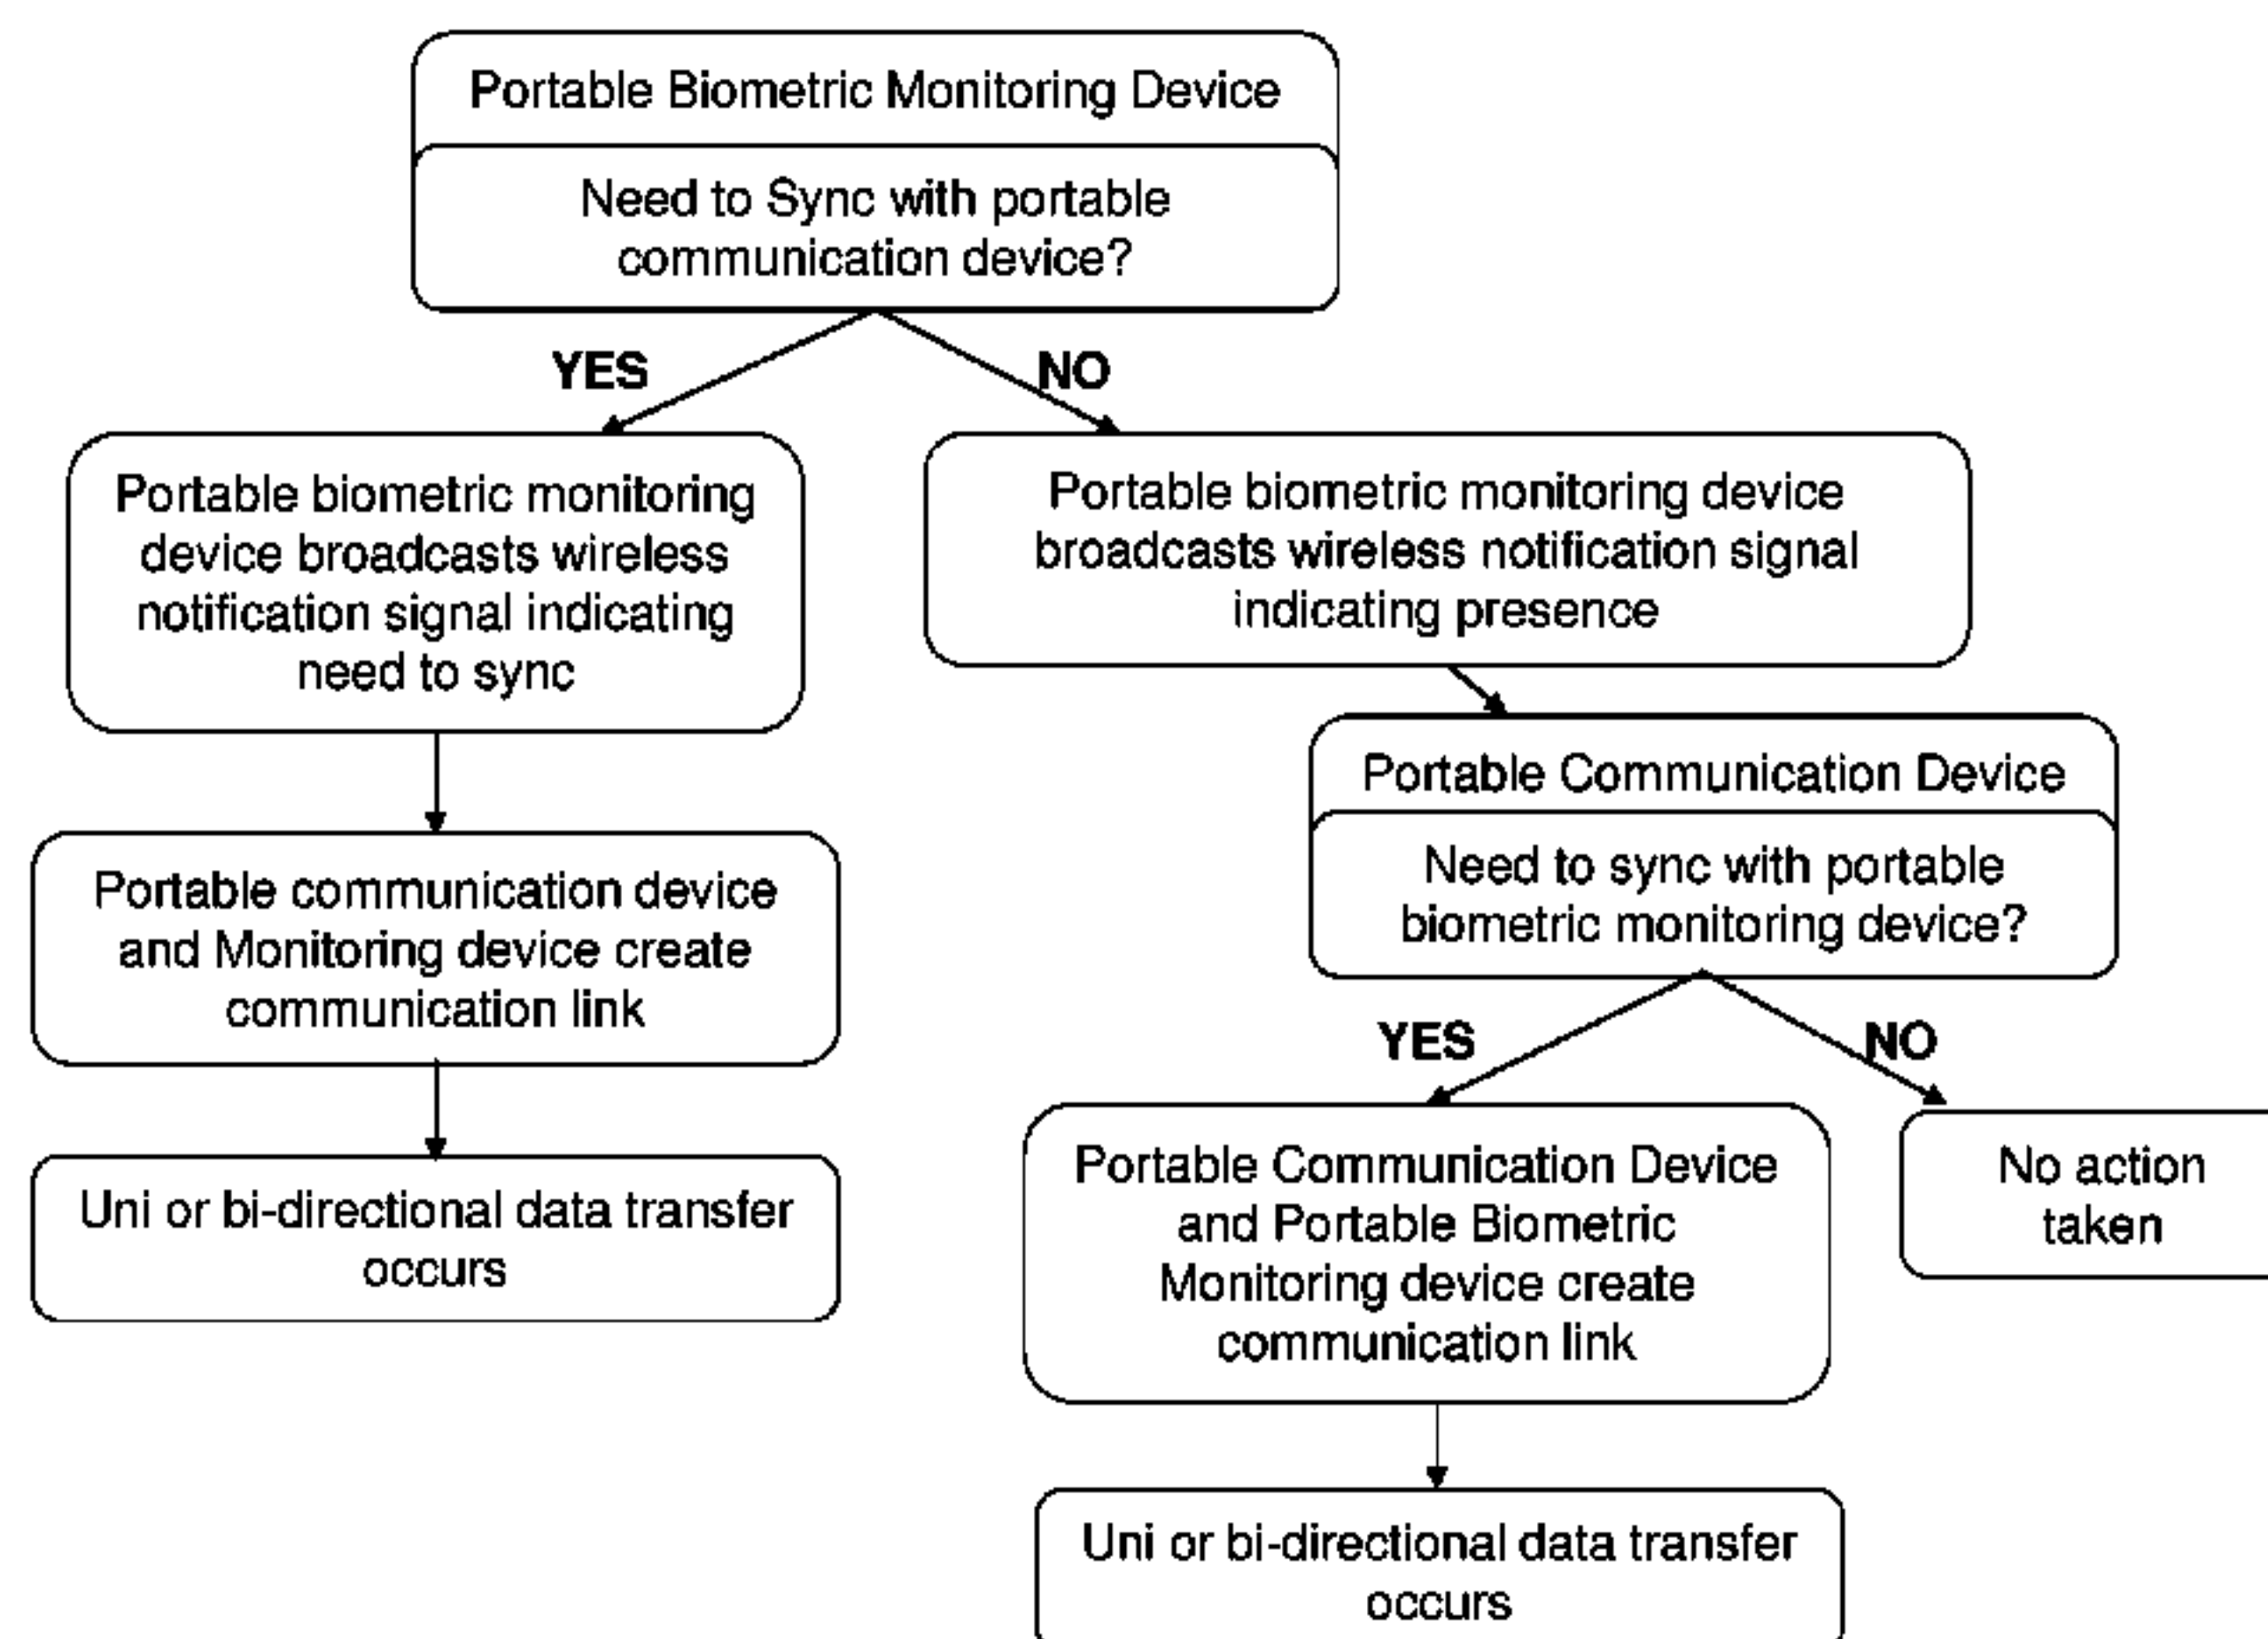 Portable Biometric Monitoring Device
Need to Sync with portable
communication device?
YES
NO
Portable biometric monitoring
device broadcasts wireless
notification signal indicating
need to sync
Portable biometric monitoring device
broadcasts wireless notification signal
indicating presence
Portable communication device
and Monitoring device create
communication link
Portable Communication Device
Need to sync with portable
biometric monitoring device?
YES
NO
Uni or bi-directional data transfer
occurs
Portable Communication Device
and Portable Biometric
Monitoring device create
communication link
No action
taken
Uni or bi-directional data transfer
occurs